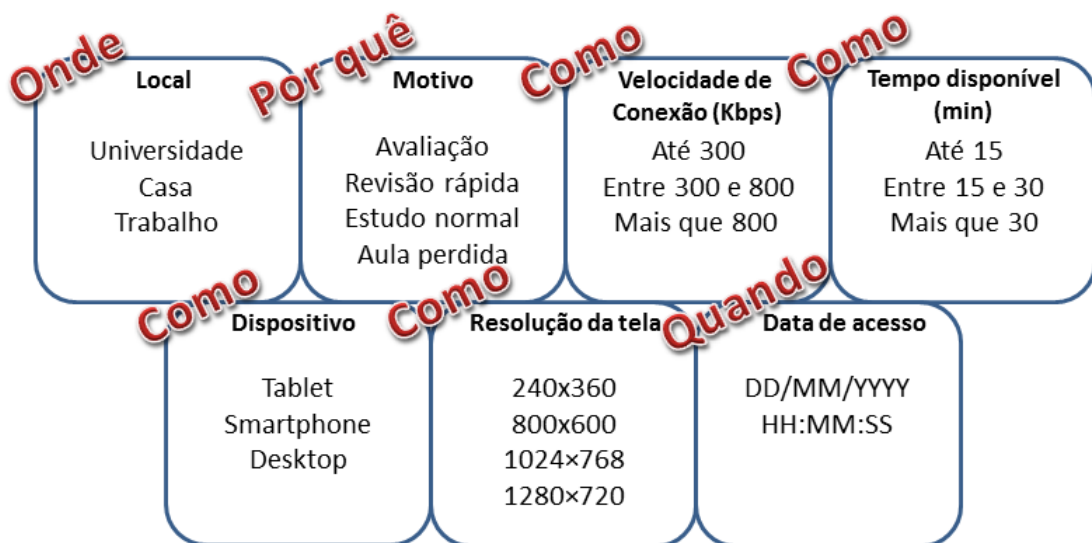 Onde
Local
Universidade
Casa
Trabalho
Por quê
Motivo
Avaliação
Revisão rápida
Estudo normal
Aula perdida
Como
Velocidade de
Conexão (Kbps)
Até 300
Entre 300 e 800
Mais que 800
Como
Tempo disponível
(min)
Até 15
Entre 15 e 30
Mais que 30
Como
Dispositivo
Tablet
Smartphone
Desktop
Como
Resolução da tela
240x360
800x600
1024×768
1280×720
Quando
Data de acesso
DD/MM/YYYY
HH:MM:SS